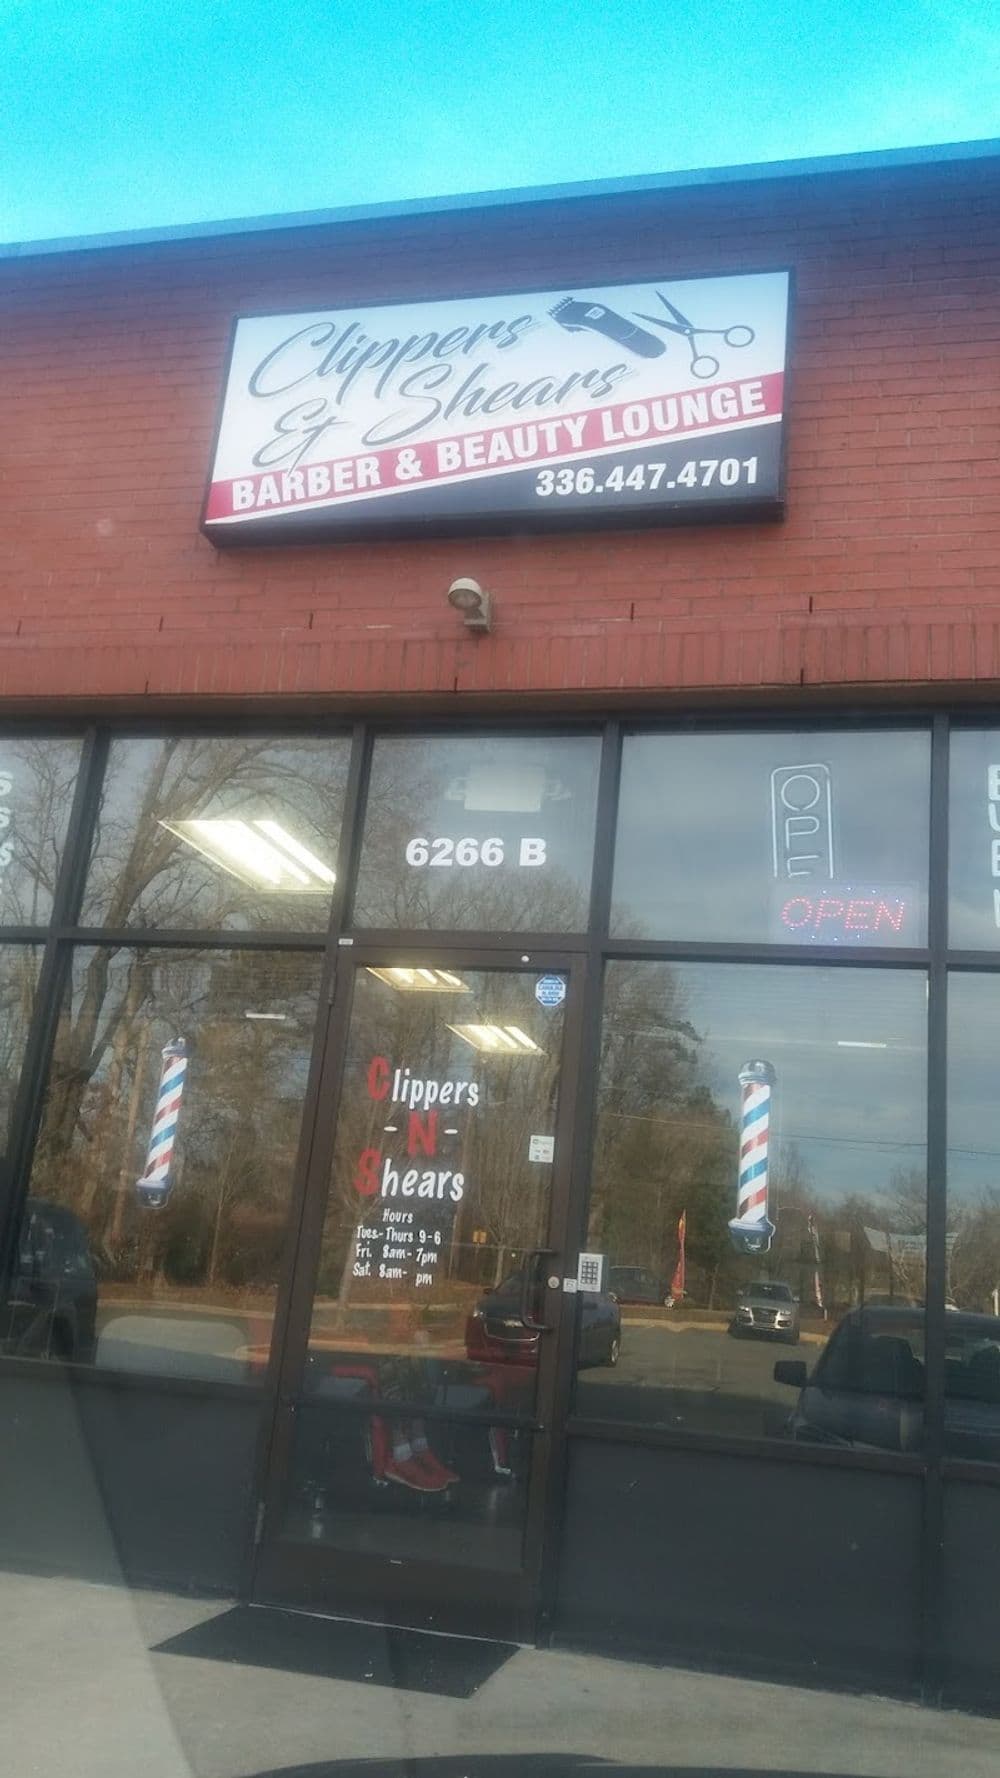 Clippers
& Shears
BARBER & BEAUTY LOUNGE
336.447.4701
6266 B
OPE
OPEN
Clippers
- N -
Shears
Hours
Tues.- Thurs 9-6
Fri. 8am- 7pm
Sat. 8am- pm